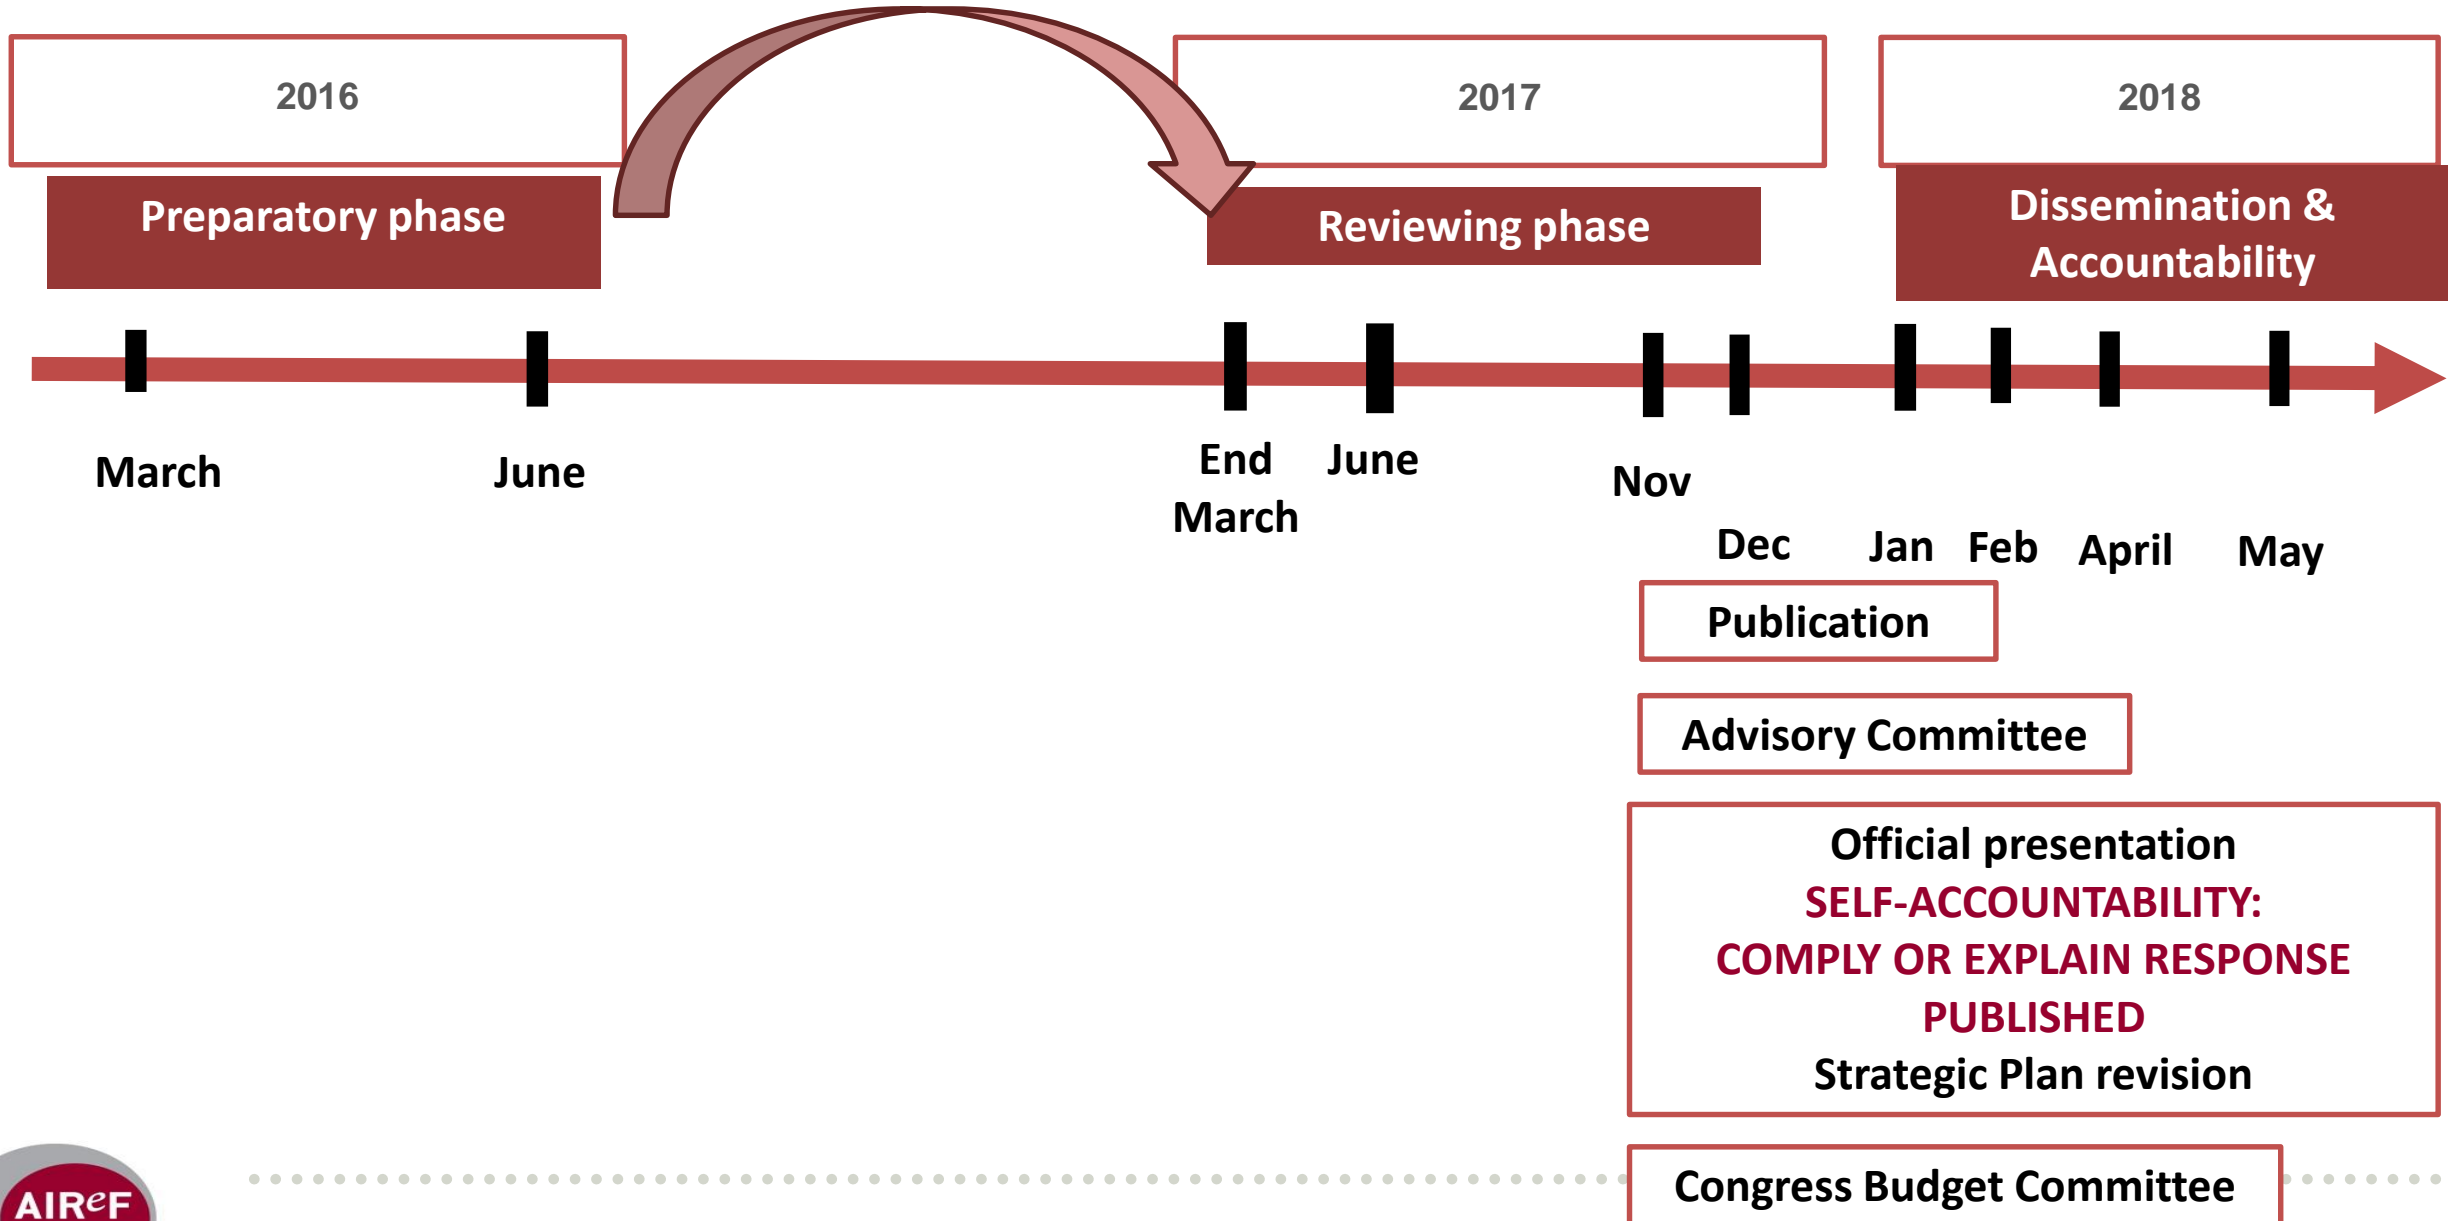 2016
2017
2018
Preparatory phase
Reviewing phase
Dissemination &
Accountability
March
June
End
March
June
Nov
Dec
Jan
Feb
April
May
Publication
Advisory Committee
Official presentation
SELF-ACCOUNTABILITY:
COMPLY OR EXPLAIN RESPONSE
PUBLISHED
Strategic Plan revision
Congress Budget Committee
AIReF